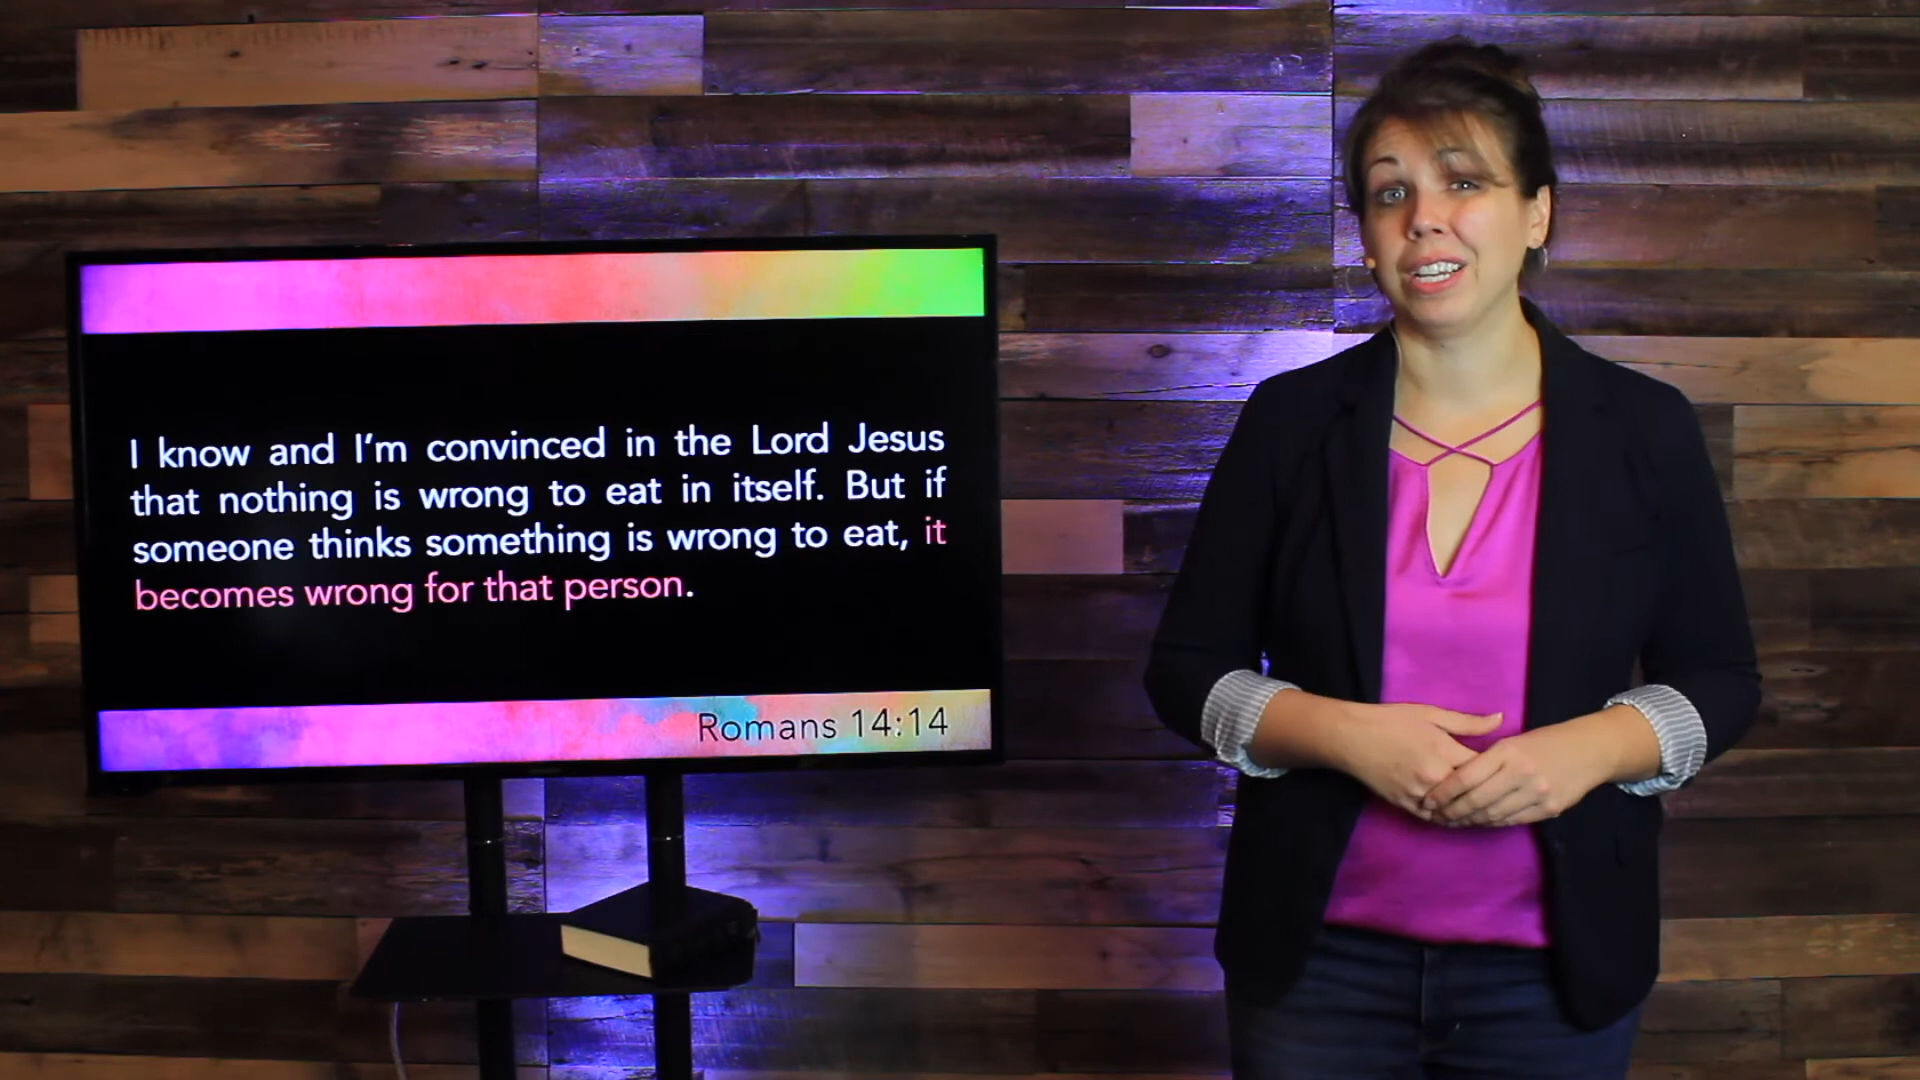 I know and I'm convinced in the Lord Jesus
that nothing is wrong to eat in itself. But if
someone thinks something is wrong to eat, it
becomes wrong for that person.
Romans 14:14